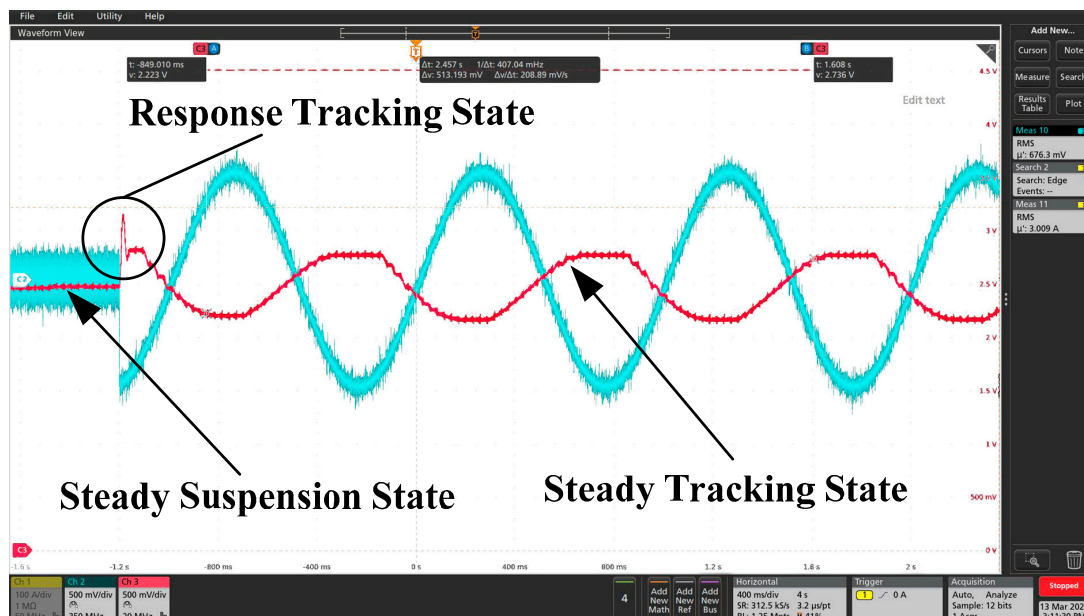 File Edit Utility Help
Waveform View
Add New...
Cursors Note
Measure Search
Results Table Plot
C3 A
T
B C3
t: -849.010 ms
v: 2.223 V
Δt: 2.457 s 1/Δt: 407.04 mHz
Δv: 513.193 mV Δv/Δt: 208.89 mV/s
t: 1.608 s
v: 2.736 V
4.5 V
Edit text
Response Tracking State
4 V
Meas 10
RMS
µ': 676.3 mV
Search 2
Search: Edge
Events: --
Meas 11
RMS
µ': 3.009 A
3 V
C2
2.5 V
2 V
1.5 V
1 V
Steady Suspension State
Steady Tracking State
500 mV
C3
0 V
-1.6 s -1.2 s -800 ms -400 ms 0 s 400 ms 800 ms 1.2 s 1.6 s 2 s
Ch 1
100 A/div
1 MΩ
Ch 2
500 mV/div
Ch 3
500 mV/div
4
Add New Math
Add New Ref
Add New Bus
Horizontal
400 ms/div 4 s
SR: 312.5 kS/s 3.2 µs/pt
Trigger
1 0 A
Acquisition
Auto, Analyze
Sample: 12 bits
Stopped
13 Mar 202